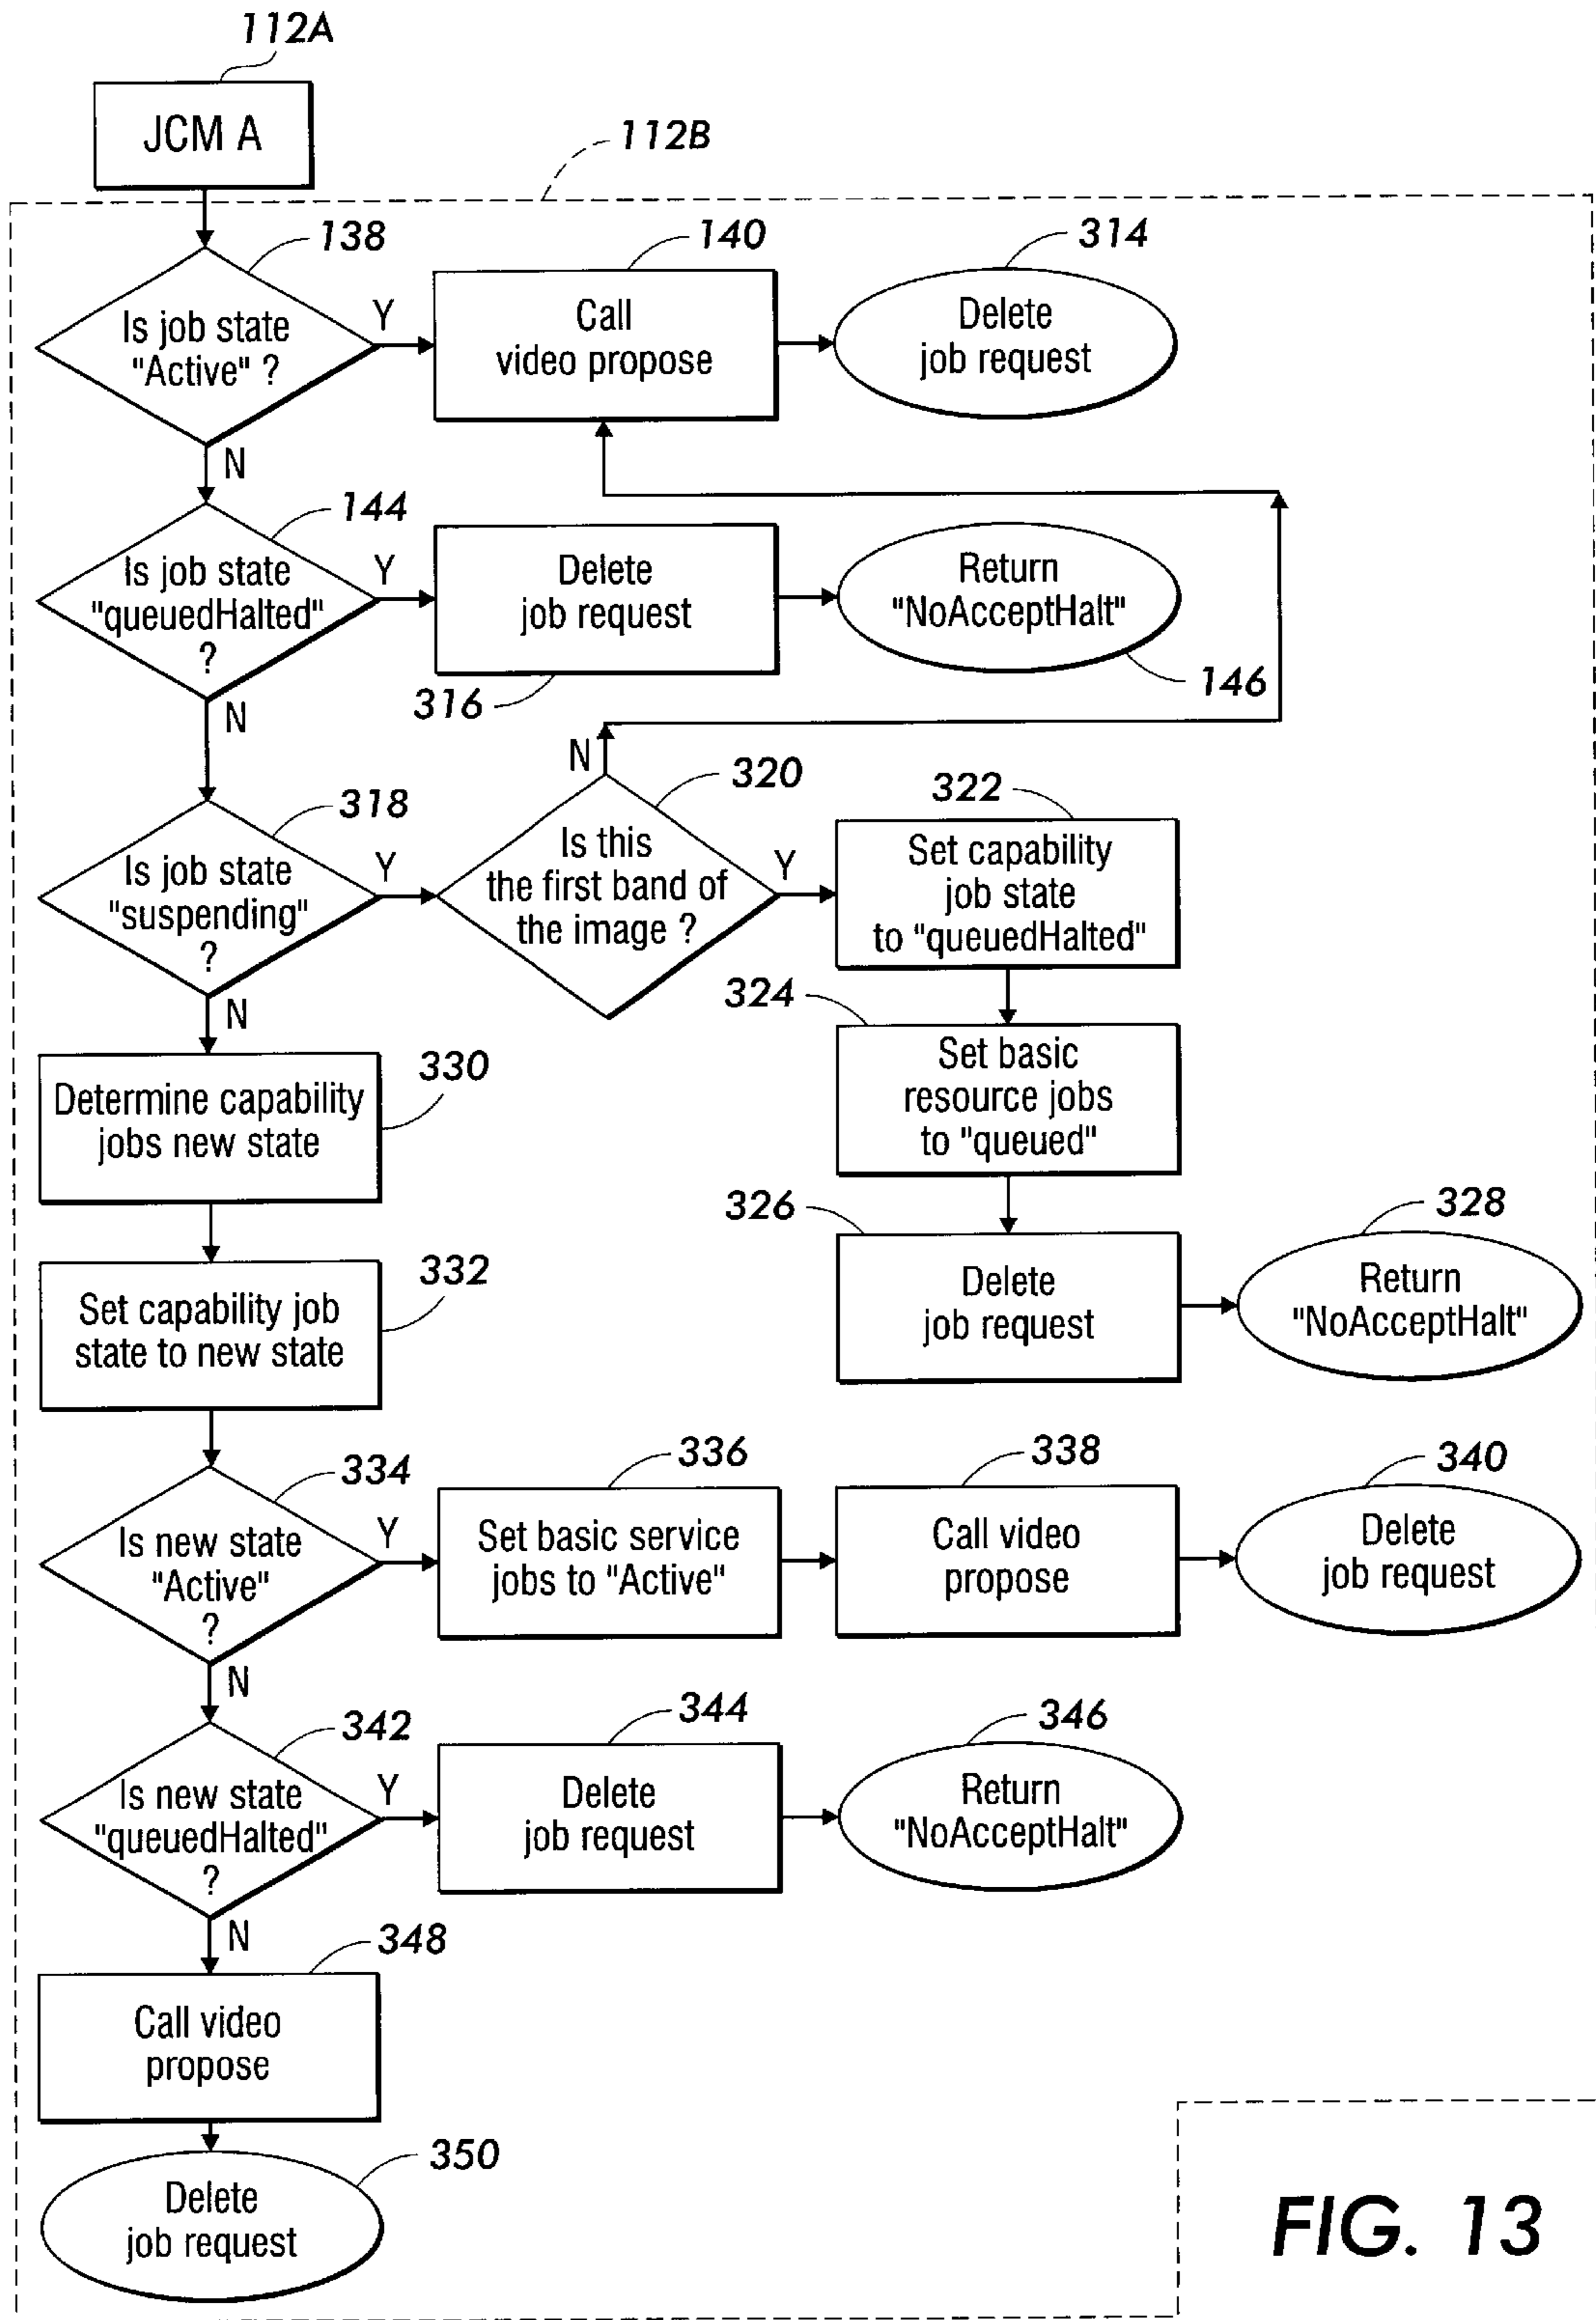 112A
JCM A
112B
138
140
314
Is job state
"Active" ?
Y
Call
video propose
Delete
job request
N
144
Is job state
"queuedHalted"
?
Y
Delete
job request
Return
"NoAcceptHalt"
316
146
N
N
318
320
322
Is job state
"suspending"
?
Y
Is this
the first band of
the image ?
Y
Set capability
job state
to "queuedHalted"
N
324
330
Determine capability
jobs new state
Set basic
resource jobs
to "queued"
326
328
332
Set capability job
state to new state
Delete
job request
Return
"NoAcceptHalt"
334
336
338
340
Is new state
"Active"
?
Y
Set basic service
jobs to "Active"
Call video
propose
Delete
job request
N
342
344
346
Is new state
"queuedHalted"
?
Y
Delete
job request
Return
"NoAcceptHalt"
N
348
Call video
propose
350
Delete
job request
FIG. 13